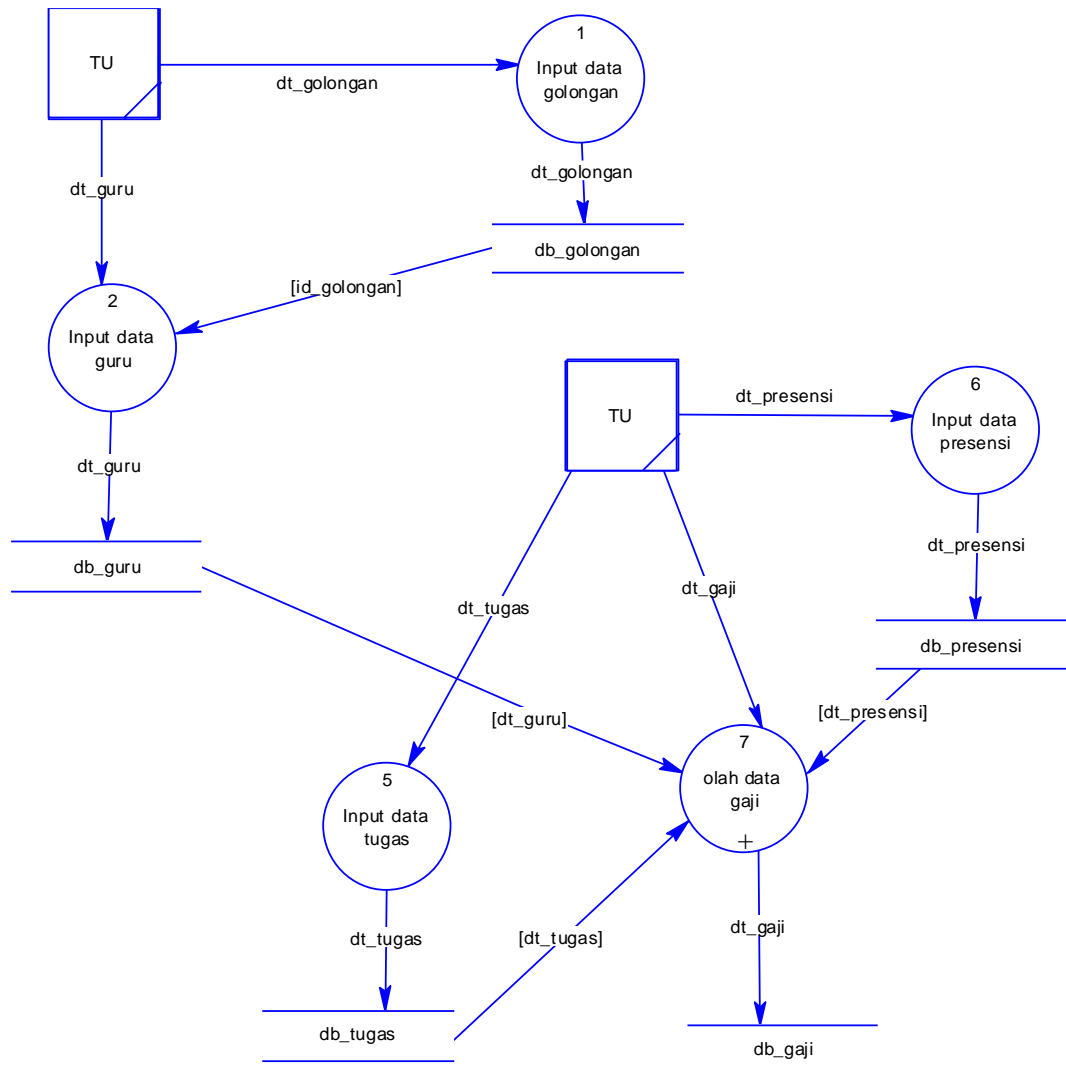 TU
1
Input data
golongan
dt_golongan
dt_golongan
dt_guru
db_golongan
[id_golongan]
2
Input data
guru
TU
dt_presensi
6
Input data
presensi
dt_guru
dt_presensi
db_guru
dt_gaji
dt_tugas
db_presensi
[dt_guru]
[dt_presensi]
7
olah data
gaji
+
5
Input data
tugas
dt_tugas
[dt_tugas]
dt_gaji
db_tugas
db_gaji